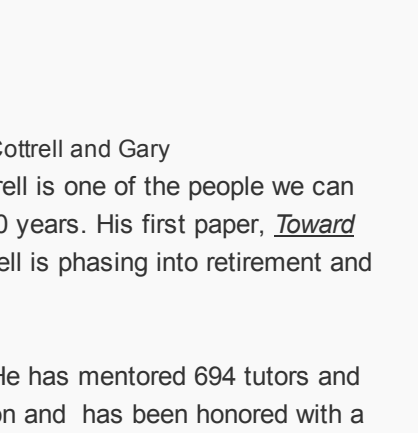 Cottrell and Gary
rell is one of the people we can
0 years. His first paper, Toward
ell is phasing into retirement and
He has mentored 694 tutors and
on and  has been honored with a